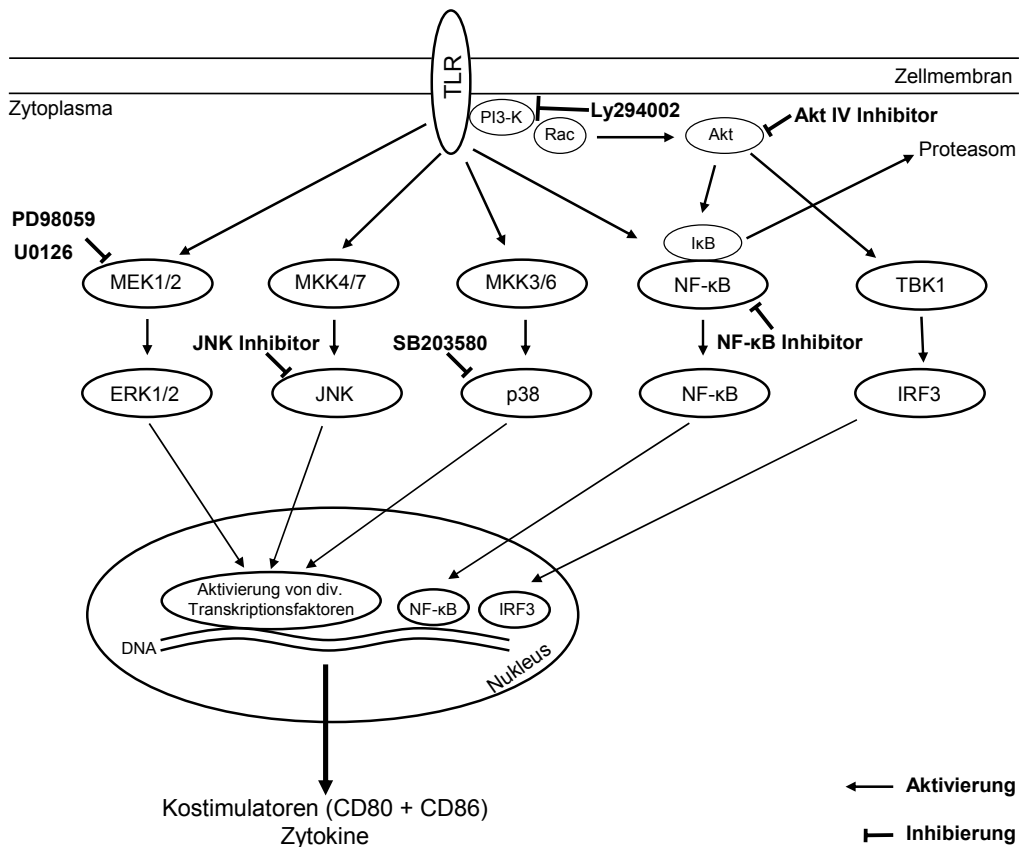 TLR
Zellmembran
Zytoplasma
PI3-K
Ly294002
Rac
Akt
Akt IV Inhibitor
Proteasom
PD98059
U0126
IκB
MEK1/2
MKK4/7
MKK3/6
NF-κB
TBK1
JNK Inhibitor
SB203580
NF-κB Inhibitor
ERK1/2
JNK
p38
NF-κB
IRF3
Aktivierung von div.
Transkriptionsfaktoren
NF-κB
IRF3
DNA
Nukleus
Kostimulatoren (CD80 + CD86)
Zytokine
Aktivierung
Inhibierung